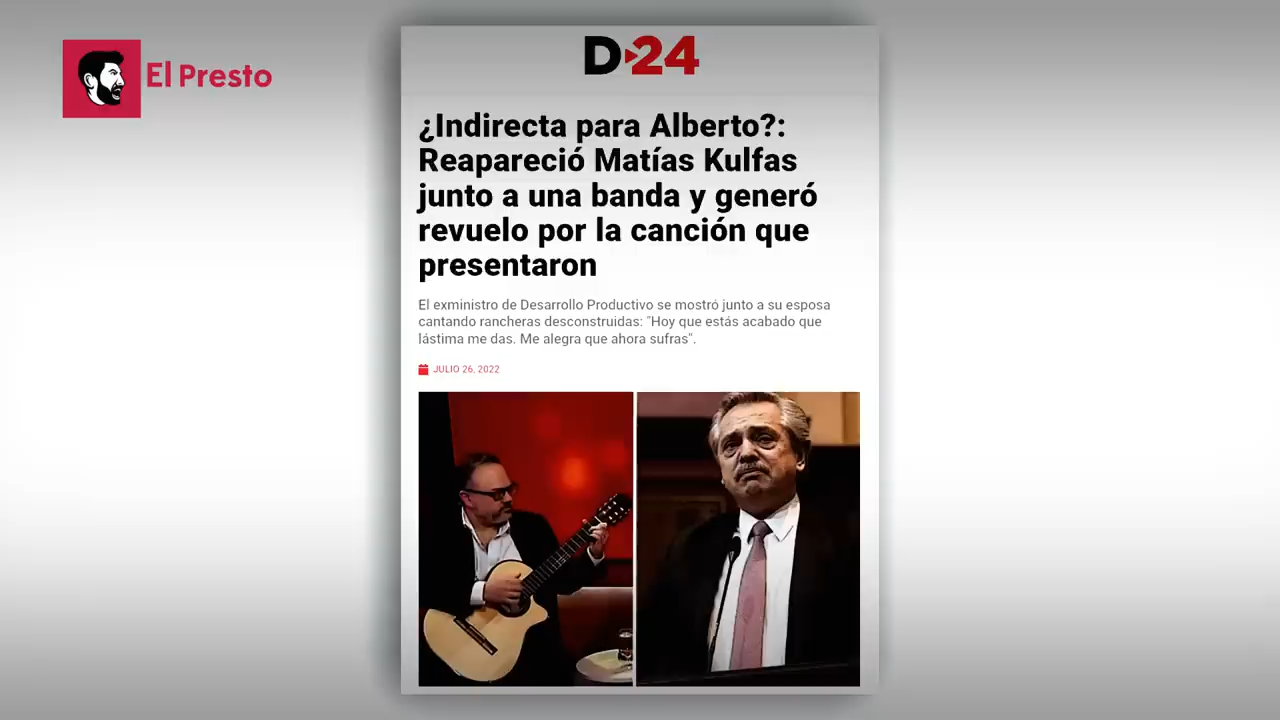 El Presto
D24
¿Indirecta para Alberto?:
Reapareció Matías Kulfas
junto a una banda y generó
revuelo por la canción que
presentaron
El exministro de Desarrollo Productivo se mostró junto a su esposa
cantando rancheras desconstruidas: "Hoy que estás acabado que
lástima me das. Me alegra que ahora sufras".
JULIO 26, 2022